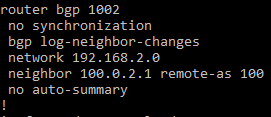 router bgp 1002
no synchronization
bgp log-neighbor-changes
network 192.168.2.0
neighbor 100.0.2.1 remote-as 100
no auto-summary
!